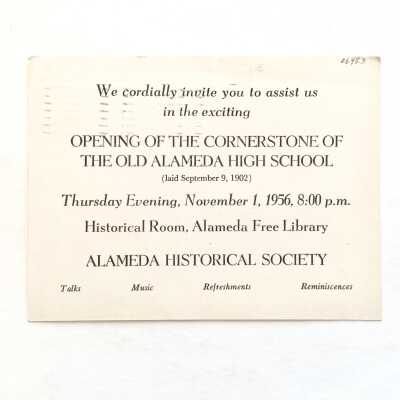 26983
We cordially invite you to assist us
in the exciting
OPENING OF THE CORNERSTONE OF
THE OLD ALAMEDA HIGH SCHOOL
(laid September 9, 1902)
Thursday Evening, November 1, 1956, 8:00 p.m.
Historical Room, Alameda Free Library
ALAMEDA HISTORICAL SOCIETY
Talks Music Refreshments Reminiscences